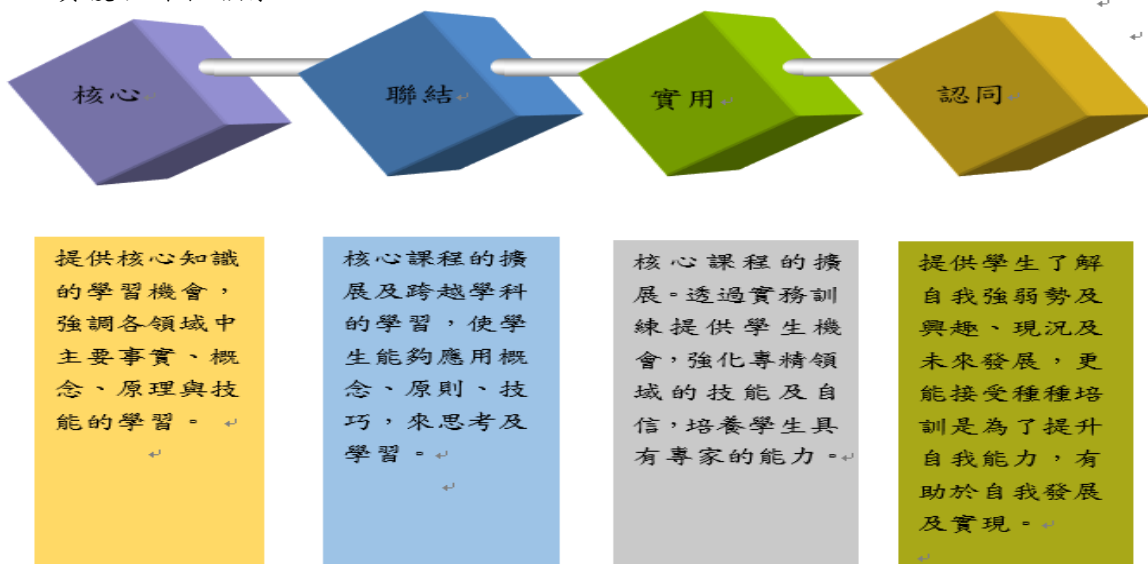 核心
聯結
實用
認同
提供核心知識
的學習機會，
強調各領域中
主要事實、概
念、原理與技
能的學習。
核心課程的擴
展及跨越學科
的學習，使學
生能夠應用概
念、原則、技
巧，來思考及
學習。
核心課程的擴
展。透過實務訓
練提供學生機
會，強化專精領
域的技能及自
信，培養學生具
有專家的能力。
提供學生了解
自我強弱勢及
興趣、現況及
未來發展，更
能接受種種培
訓是為了提升
自我能力，有
助於自我發展
及實現。